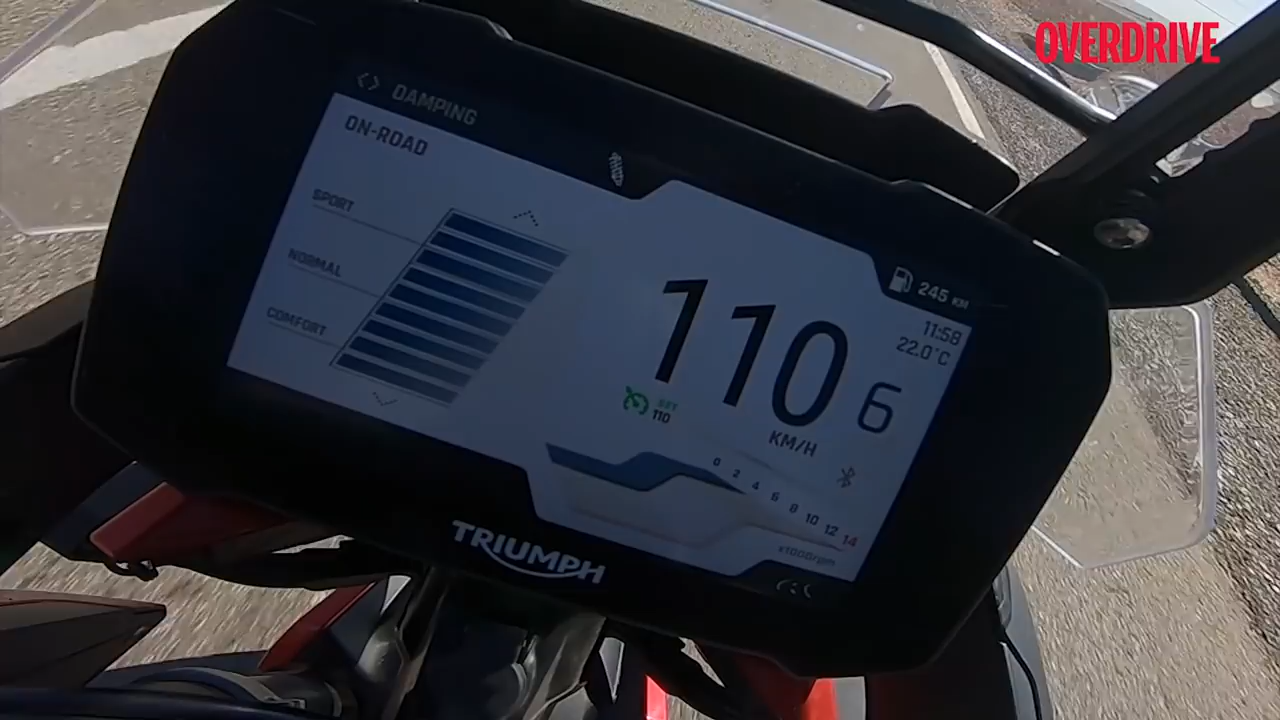 OVERDRIVE
DAMPING
ON-ROAD
SPORT
NORMAL
COMFORT
245 KM
11:58
22.0°C
110 6
KM/H
SET
110
0 2 4 6 8 10 12 14
x1000rpm
TRIUMPH